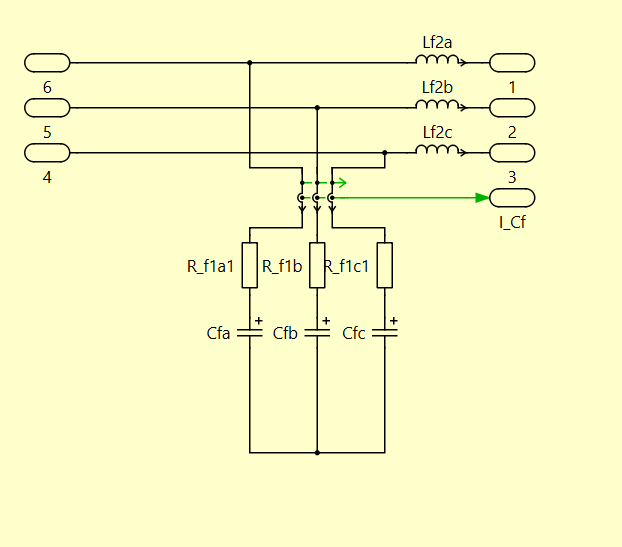 Lf2a
6
1
Lf2b
5
2
Lf2c
4
3
I_Cf
R_f1a1
R_f1b
R_f1c1
+
+
+
Cfa
Cfb
Cfc